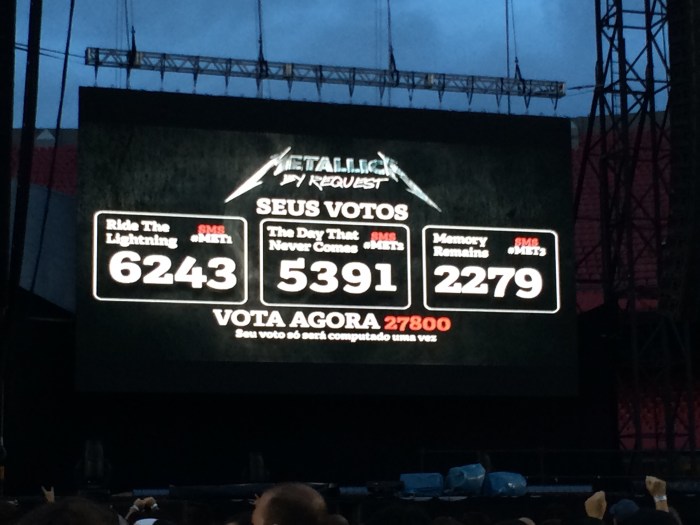 METALLICA
BY REQUEST
SEUS VOTOS
Ride The
Lightning
SMS
#MET1
6243
The Day That
Never Comes
SMS
#MET2
5391
Memory
Remains
SMS
#MET3
2279
VOTA AGORA 27800
Seu voto só será computado uma vez